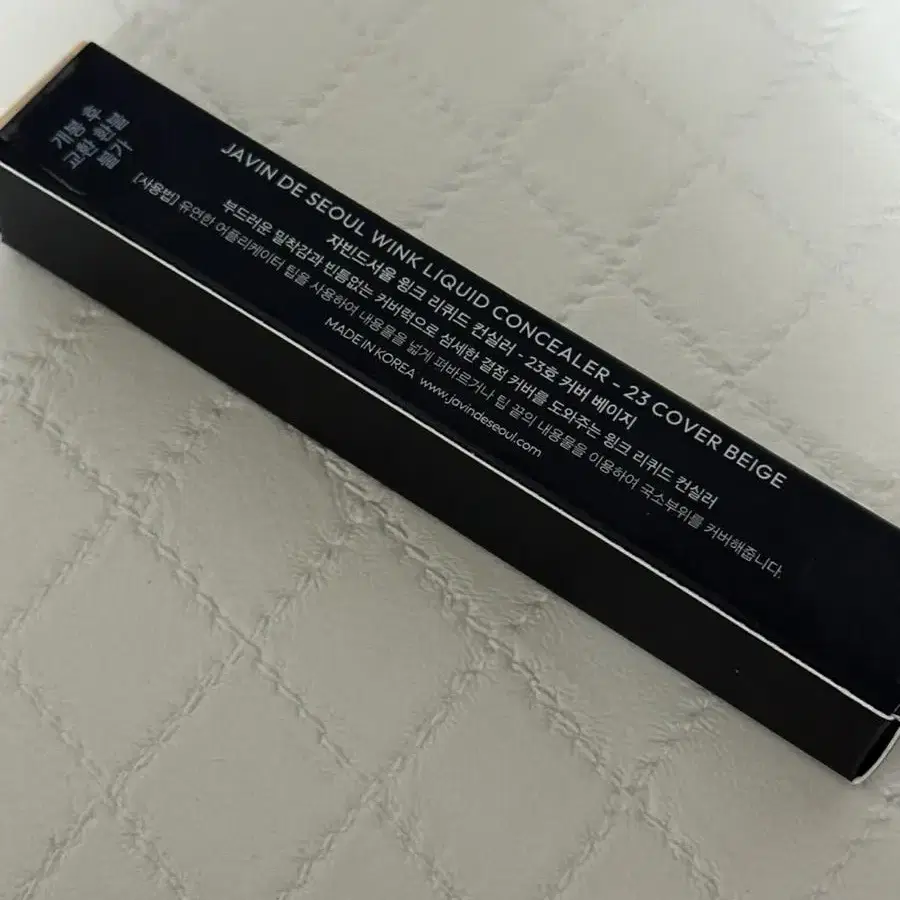 개봉 후
교환 환불
불가
JAVIN DE SEOUL WINK LIQUID CONCEALER - 23 COVER BEIGE
자빈드서울 윙크 리퀴드 컨실러 - 23호 커버 베이지
부드러운 밀착감과 빈틈없는 커버력으로 섬세한 결점 커버를 도와주는 윙크 리퀴드 컨실러
[사용법] 유연한 어플리케이터 팁을 사용하여 내용물을 넓게 펴바르거나 팁 끝의 내용물을 이용하여 국소부위를 커버해줍니다.
MADE IN KOREA www.javindeseoul.com